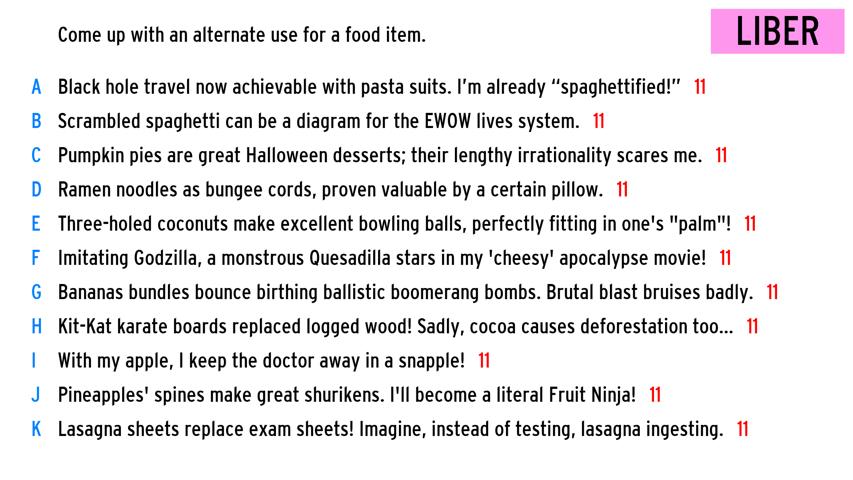 Come up with an alternate use for a food item.
LIBER
A Black hole travel now achievable with pasta suits. I'm already “spaghettified!” 11
B Scrambled spaghetti can be a diagram for the EWOW lives system. 11
C Pumpkin pies are great Halloween desserts; their lengthy irrationality scares me. 11
D Ramen noodles as bungee cords, proven valuable by a certain pillow. 11
E Three-holed coconuts make excellent bowling balls, perfectly fitting in one's "palm"! 11
F Imitating Godzilla, a monstrous Quesadilla stars in my 'cheesy' apocalypse movie! 11
G Bananas bundles bounce birthing ballistic boomerang bombs. Brutal blast bruises badly. 11
H Kit-Kat karate boards replaced logged wood! Sadly, cocoa causes deforestation too... 11
I With my apple, I keep the doctor away in a snapple! 11
J Pineapples' spines make great shurikens. I'll become a literal Fruit Ninja! 11
K Lasagna sheets replace exam sheets! Imagine, instead of testing, lasagna ingesting. 11